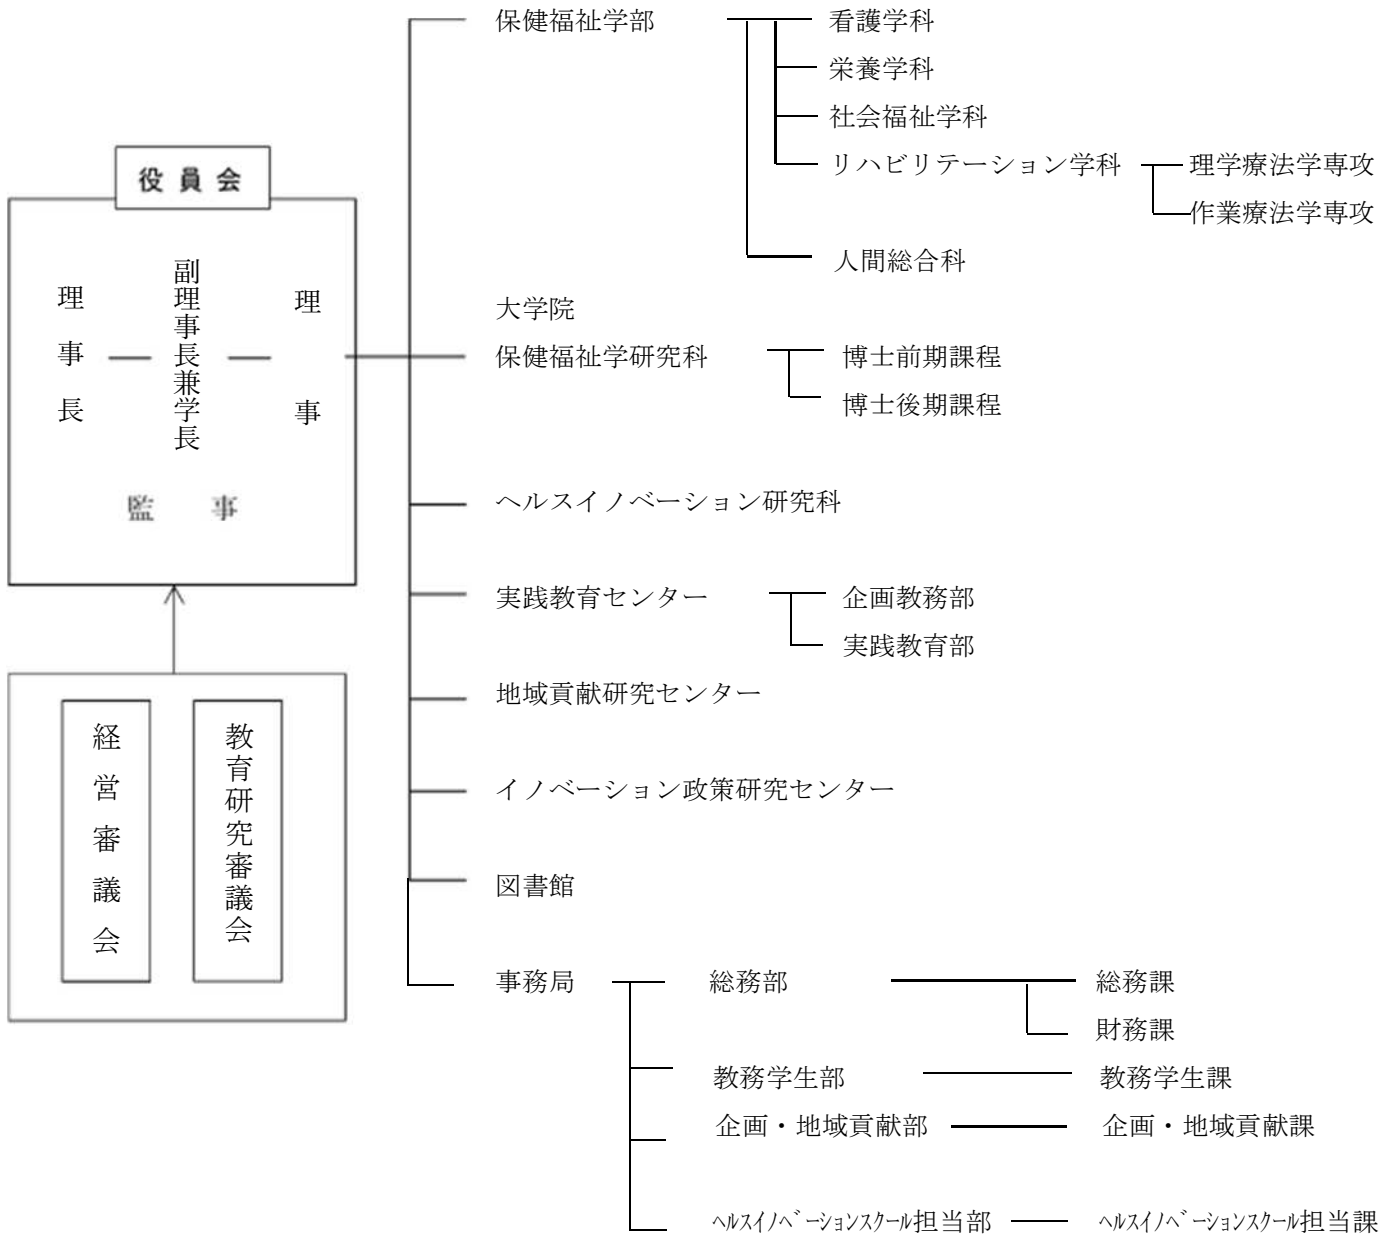 役員会
理事長
副理事長兼学長
理事
監事
経営審議会
教育研究審議会
保健福祉学部
看護学科
栄養学科
社会福祉学科
リハビリテーション学科
理学療法学専攻
作業療法学専攻
人間総合科
大学院
保健福祉学研究科
博士前期課程
博士後期課程
ヘルスイノベーション研究科
実践教育センター
企画教務部
実践教育部
地域貢献研究センター
イノベーション政策研究センター
図書館
事務局
総務部
総務課
財務課
教務学生部
教務学生課
企画・地域貢献部
企画・地域貢献課
ﾍﾙｽｲﾉﾍﾞｰｼｮﾝｽｸｰﾙ担当部
ﾍﾙｽｲﾉﾍﾞｰｼｮﾝｽｸｰﾙ担当課